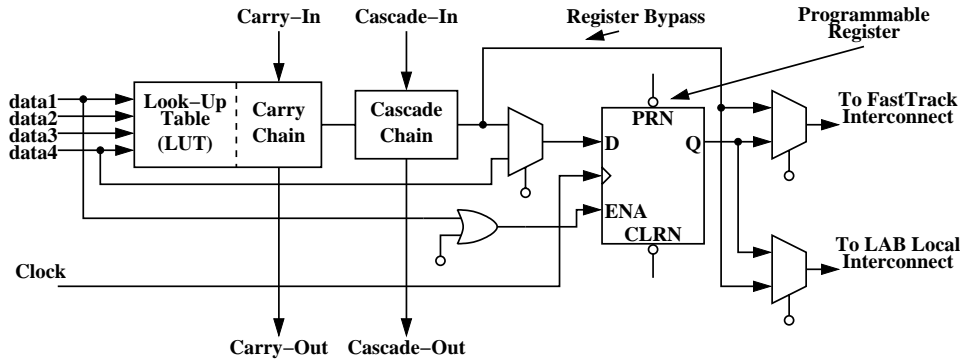 Carry–In
Cascade–In
Register Bypass
Programmable
Register
data1
data2
data3
data4
Look–Up
Table
(LUT)
Carry
Chain
Cascade
Chain
PRN
D
Q
ENA
CLRN
To FastTrack
Interconnect
To LAB Local
Interconnect
Clock
Carry–Out
Cascade–Out